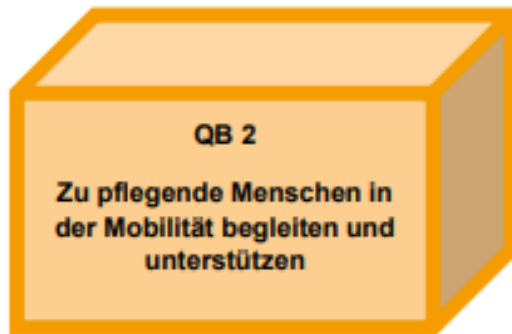 QB 2
Zu pflegende Menschen in
der Mobilität begleiten und
unterstützen